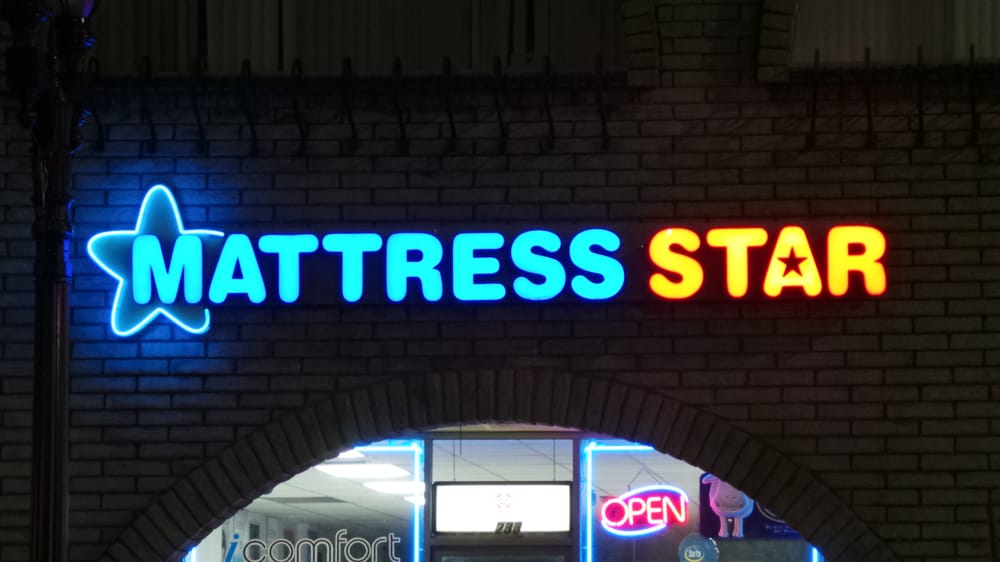 MATTRESS STAR
OPEN
icomfort